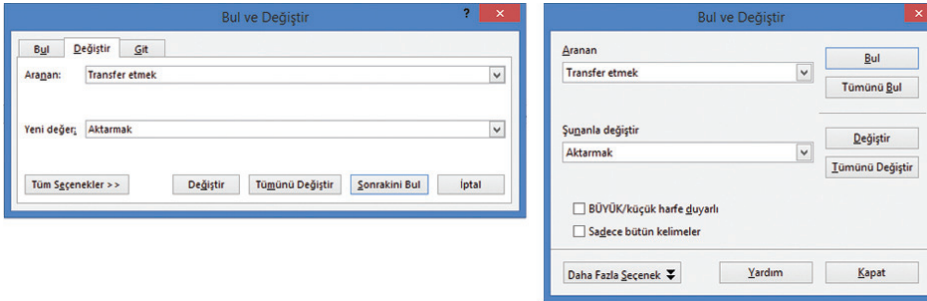 Bul ve Değiştir
?
Bul Değiştir Git
Aranan: Transfer etmek
Yeni değer: Aktarmak
Tüm Seçenekler >> Değiştir Tümünü Değiştir Sonrakini Bul İptal
Bul ve Değiştir
Aranan
Transfer etmek
Bul
Tümünü Bul
Şunanla değiştir
Aktarmak
Değiştir
Tümünü Değiştir
BÜYÜK/küçük harfe duyarlı
Sadece bütün kelimeler
Daha Fazla Seçenek Yardım Kapat